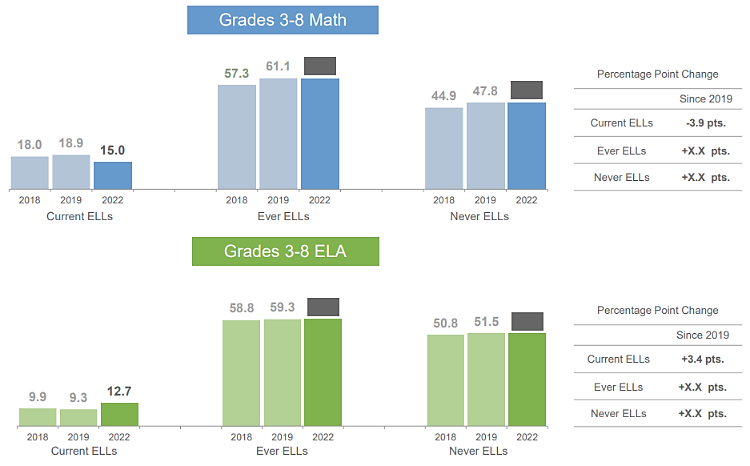 Grades 3-8 Math
18.0 18.9 15.0 57.3 61.1 44.9 47.8
2018 2019 2022 2018 2019 2022 2018 2019 2022
Current ELLs Ever ELLs Never ELLs
Percentage Point Change
Since 2019
Current ELLs -3.9 pts.
Ever ELLs +X.X pts.
Never ELLs +X.X pts.
Grades 3-8 ELA
9.9 9.3 12.7 58.8 59.3 50.8 51.5
2018 2019 2022 2018 2019 2022 2018 2019 2022
Current ELLs Ever ELLs Never ELLs
Percentage Point Change
Since 2019
Current ELLs +3.4 pts.
Ever ELLs +X.X pts.
Never ELLs +X.X pts.